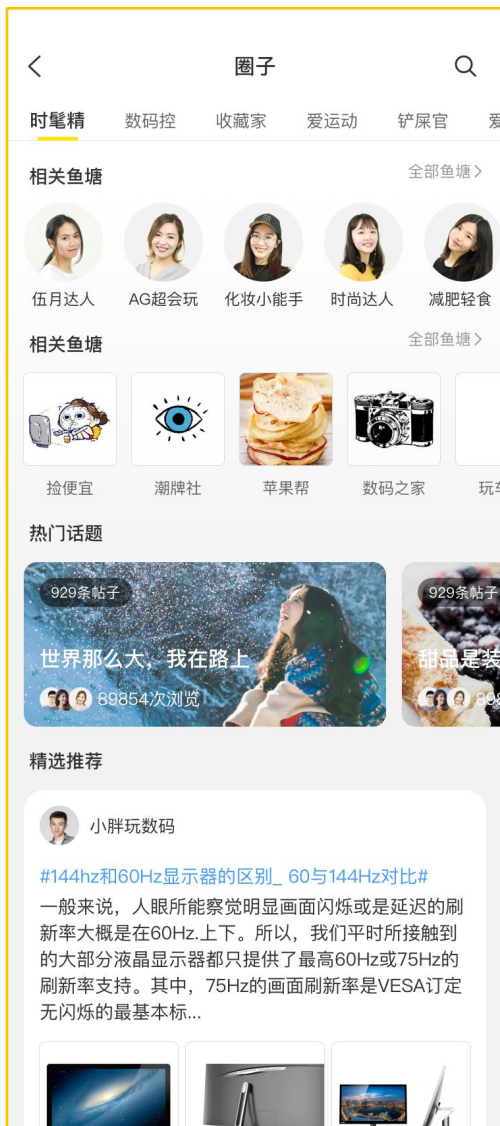 圈子
时髦精 数码控 收藏家 爱运动 铲屎官
相关鱼塘 全部鱼塘>
伍月达人 AG超会玩 化妆小能手 时尚达人 减肥轻食
相关鱼塘 全部鱼塘>
捡便宜 潮牌社 苹果帮 数码之家 玩车
热门话题
929条帖子 929条帖子
世界那么大，我在路上 甜品是装
89854次浏览 898
精选推荐
小胖玩数码
#144hz和60Hz显示器的区别_ 60与144Hz对比#
一般来说，人眼所能察觉明显画面闪烁或是延迟的刷
新率大概是在60Hz.上下。所以，我们平时所接触到
的大部分液晶显示器都只提供了最高60Hz或75Hz的
刷新率支持。其中，75Hz的画面刷新率是VESA订定
无闪烁的最基本标...